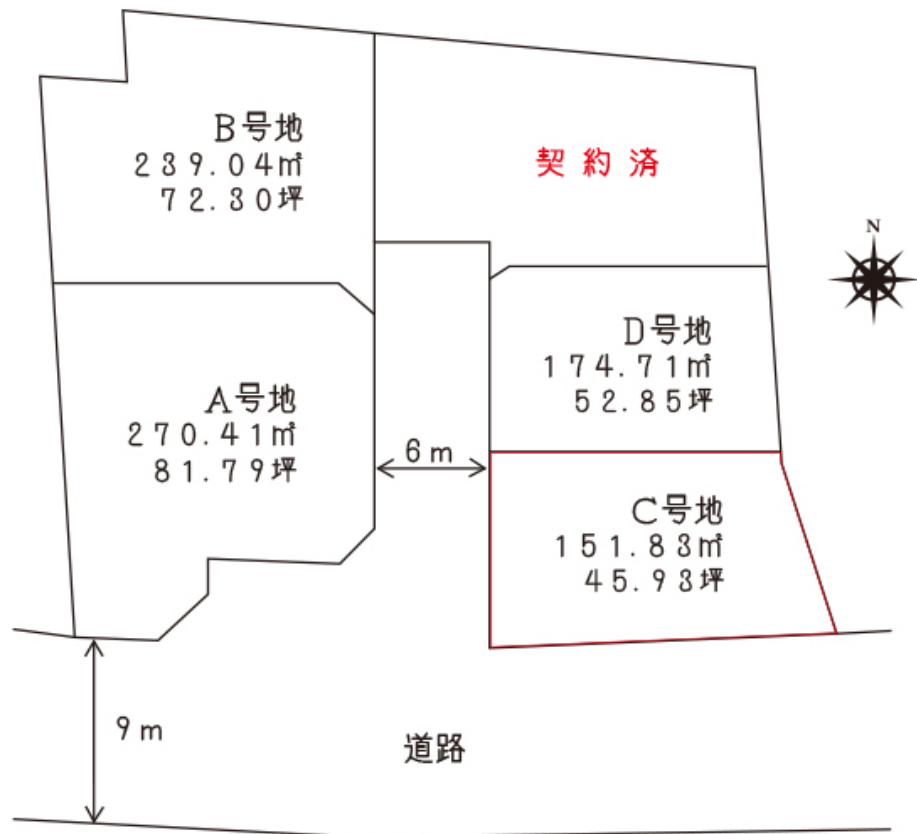 B号地
239.04㎡
72.30坪
契約済
N
D号地
174.71㎡
52.85坪
A号地
270.41㎡
81.79坪
6m
C号地
151.83㎡
45.93坪
9m
道路